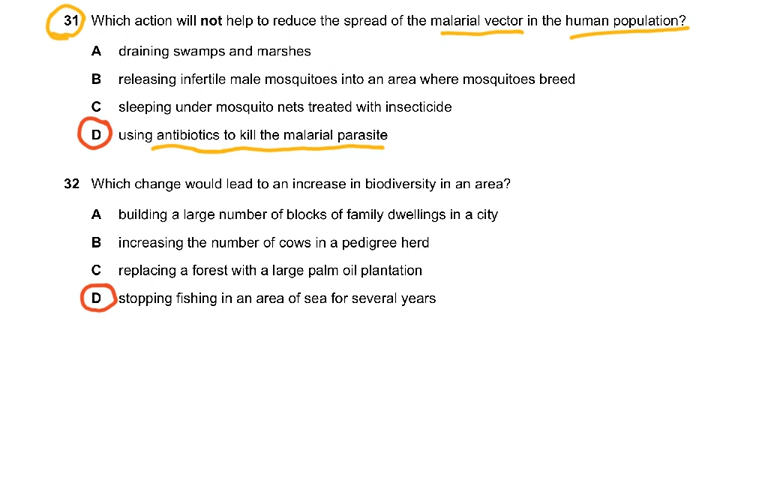 31 Which action will not help to reduce the spread of the malarial vector in the human population?
A draining swamps and marshes
B releasing infertile male mosquitoes into an area where mosquitoes breed
C sleeping under mosquito nets treated with insecticide
D using antibiotics to kill the malarial parasite
32 Which change would lead to an increase in biodiversity in an area?
A building a large number of blocks of family dwellings in a city
B increasing the number of cows in a pedigree herd
C replacing a forest with a large palm oil plantation
D stopping fishing in an area of sea for several years